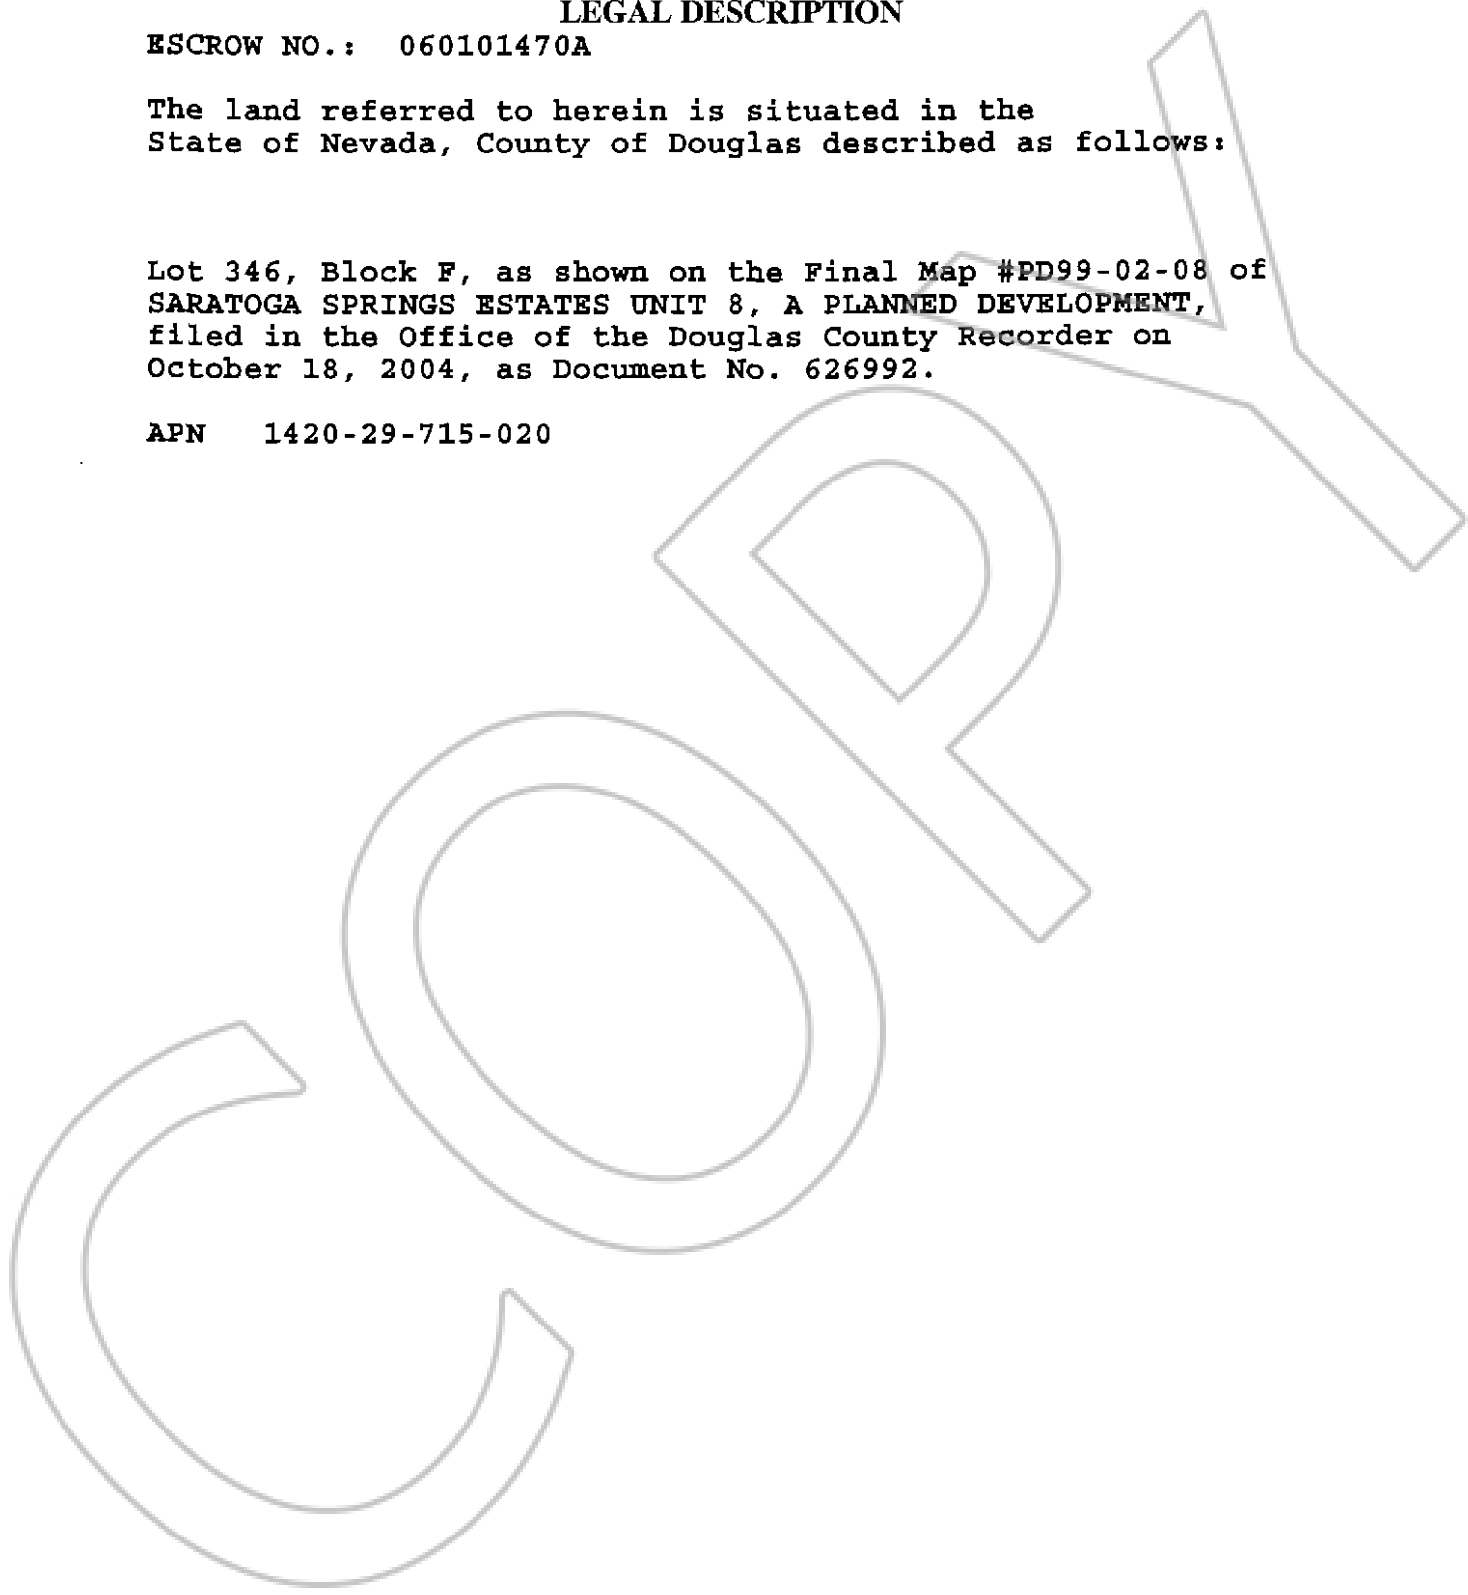 LEGAL DESCRIPTION
ESCROW NO.: 060101470A
The land referred to herein is situated in the
State of Nevada, County of Douglas described as follows:
Lot 346, Block F, as shown on the Final Map #PD99-02-08 of
SARATOGA SPRINGS ESTATES UNIT 8, A PLANNED DEVELOPMENT,
filed in the Office of the Douglas County Recorder on
October 18, 2004, as Document No. 626992.
APN 1420-29-715-020
COPY